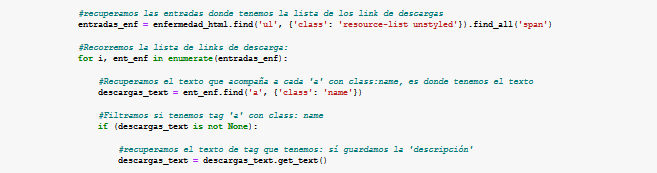 #recuperamos las entradas donde tenemos la lista de los link de descargas
entradas_enf = enfermedad_html.find('ul', {'class': 'resource-list unstyled'}).find_all('span')
#Recorremos la lista de links de descarga:
for i, ent_enf in enumerate(entradas_enf):
#Recuperamos el texto que acompaña a cada 'a' con class:name, es donde tenemos el texto
descargas_text = ent_enf.find('a', {'class': 'name'})
#Filtramos si tenemos tag 'a' con class: name
if (descargas_text is not None):
#recuperamos el texto de tag que tenemos: sí guardamos la 'descripción'
descargas_text = descargas_text.get_text()